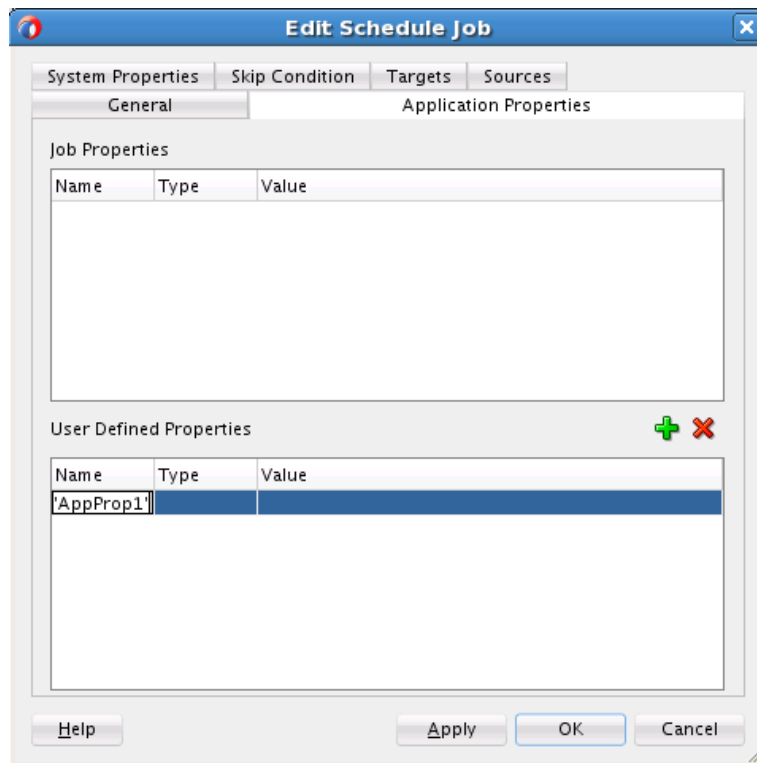 Edit Schedule Job
System Properties Skip Condition Targets Sources
General Application Properties
Job Properties
Name Type Value
User Defined Properties
Name Type Value
'AppProp1'
Help Apply OK Cancel